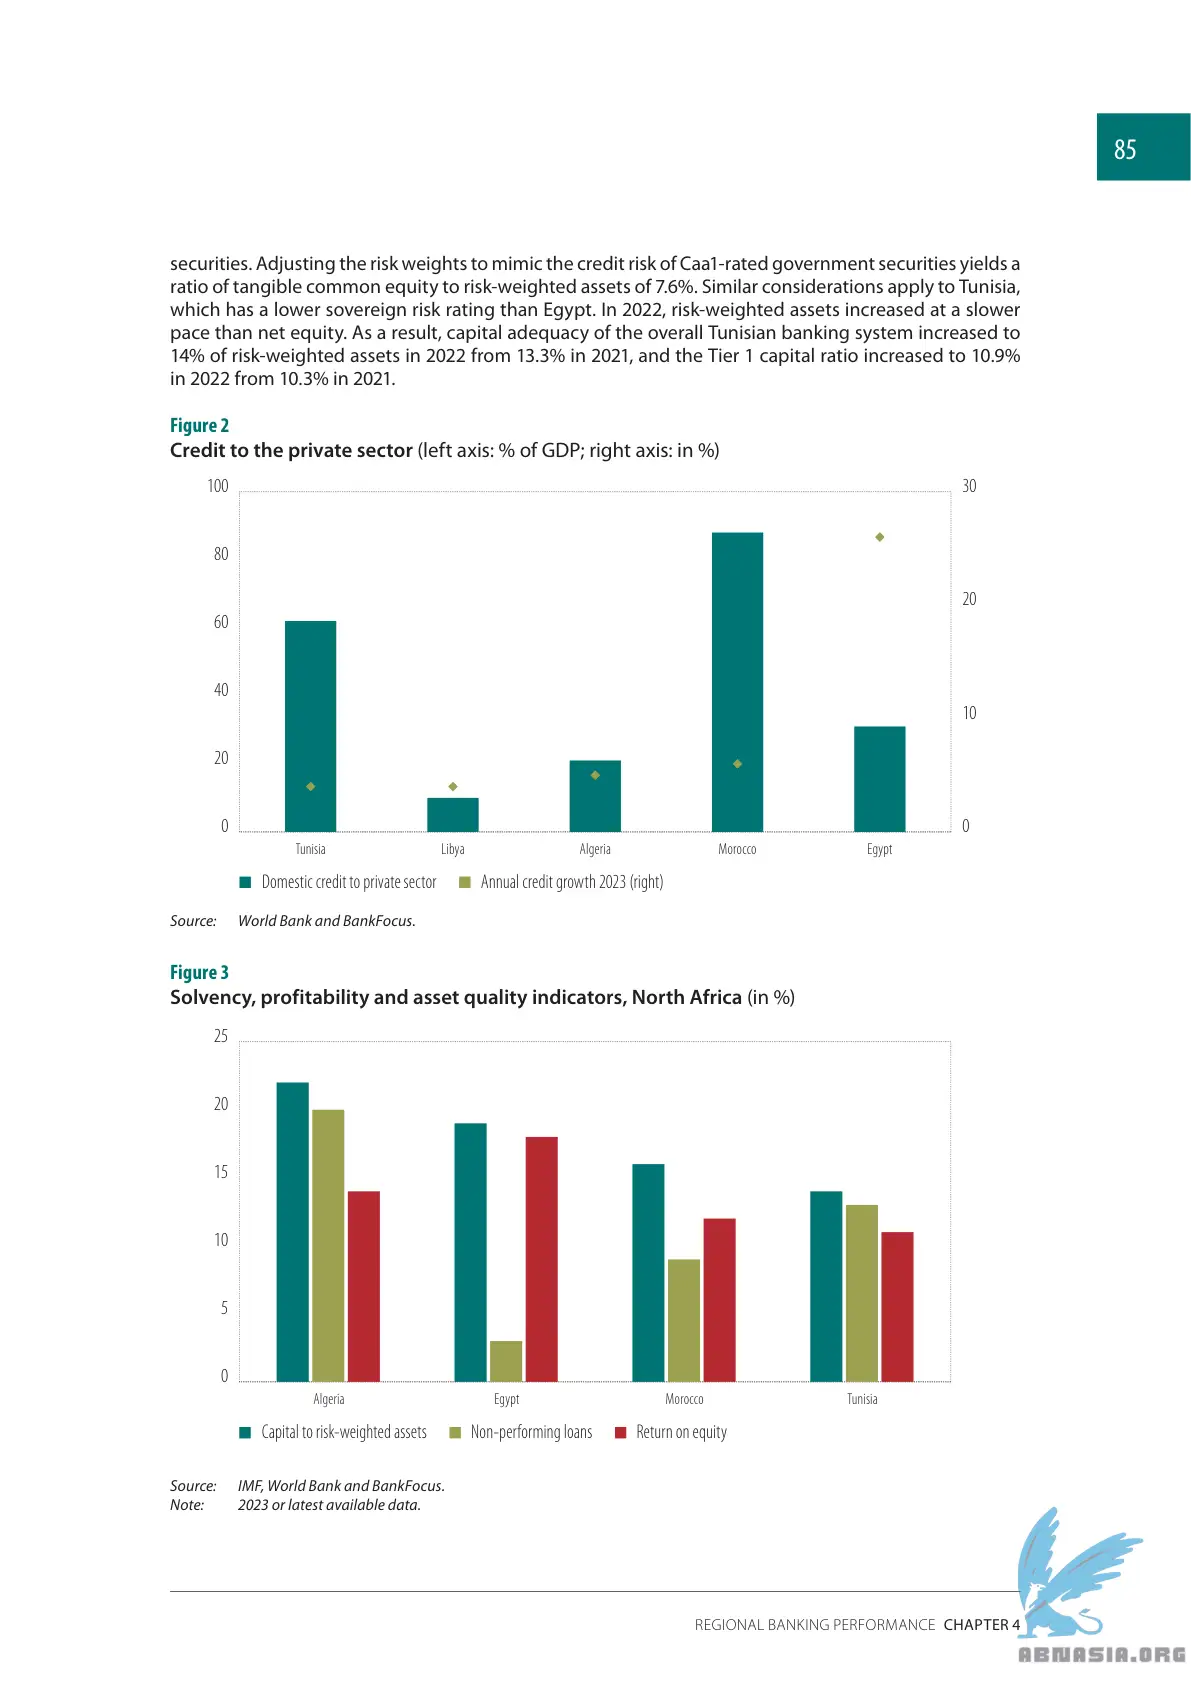 85
securities. Adjusting the risk weights to mimic the credit risk of Caa1-rated government securities yields a
ratio of tangible common equity to risk-weighted assets of 7.6%. Similar considerations apply to Tunisia,
which has a lower sovereign risk rating than Egypt. In 2022, risk-weighted assets increased at a slower
pace than net equity. As a result, capital adequacy of the overall Tunisian banking system increased to
14% of risk-weighted assets in 2022 from 13.3% in 2021, and the Tier 1 capital ratio increased to 10.9%
in 2022 from 10.3% in 2021.
Figure 2
Credit to the private sector (left axis: % of GDP; right axis: in %)
100 30
80
20
60
40
10
20
0 0
Tunisia Libya Algeria Morocco Egypt
Domestic credit to private sector Annual credit growth 2023 (right)
Source: World Bank and BankFocus.
Figure 3
Solvency, profitability and asset quality indicators, North Africa (in %)
25
20
15
10
5
0
Algeria Egypt Morocco Tunisia
Capital to risk-weighted assets Non-performing loans Return on equity
Source: IMF, World Bank and BankFocus.
Note: 2023 or latest available data.
REGIONAL BANKING PERFORMANCE CHAPTER 4
ABNASIA.ORG